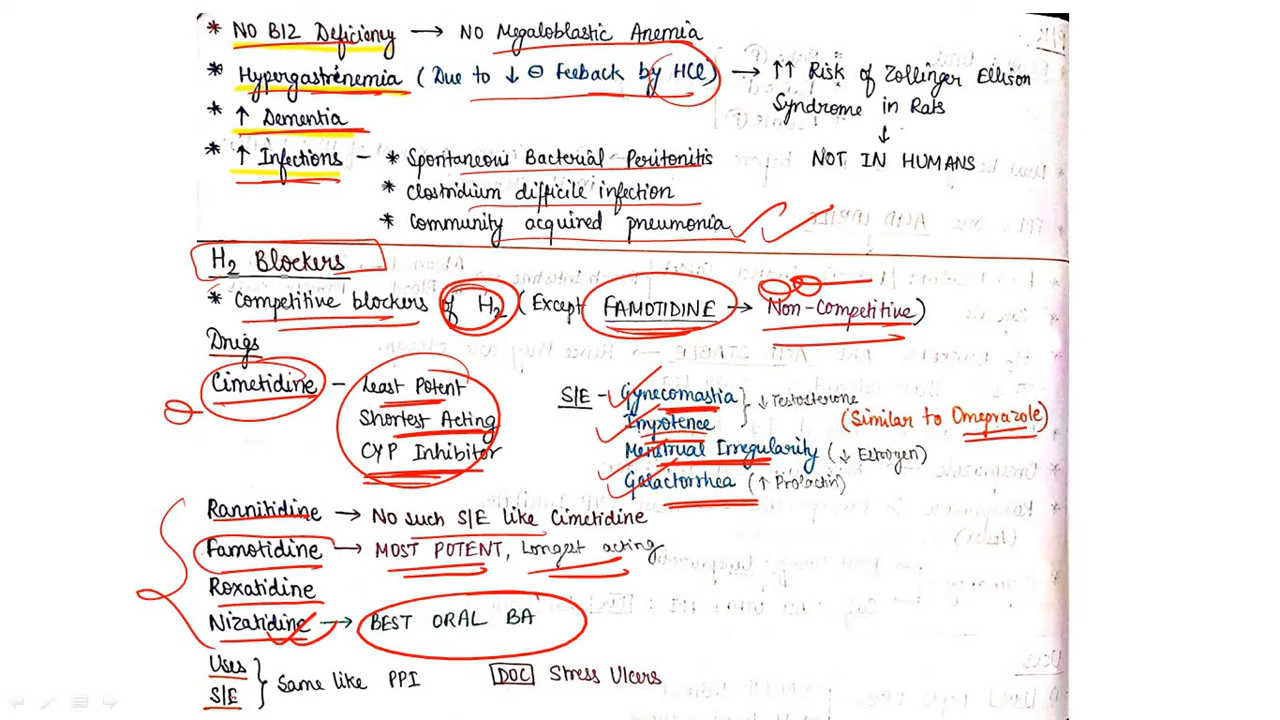 * NO B12 Deficiency → NO Megaloblastic Anemia
* Hypergastrenemia (Due to ↓ ⊖ feeback by HCl) → ↑↑ Risk of Zollinger Ellison
Syndrome in Rats
↓
NOT IN HUMANS
* ↑ Dementia
* ↑ Infections – * Spontaneous Bacterial Peritonitis
* Clostridium difficile infection
* Community acquired pneumonia
H2 Blockers
* Competitive blockers of H2 (Except FAMOTIDINE → Non-Competitive)
Drugs
Cimetidine – Least Potent
Shortest Acting
CYP Inhibitor
S/E – Gynecomastia
Impotence } ↓ Testosterone
(Similar to Omeprazole)
Menstrual Irregularity (↓ Estrogen)
Galactorrhea (↑ Prolactin)
Rannitidine → No such S/E like Cimetidine
Famotidine → MOST POTENT, Longest acting
Roxatidine
Nizatidine → BEST ORAL BA
Uses
S/E } Same like PPI
DOC Stress Ulcers